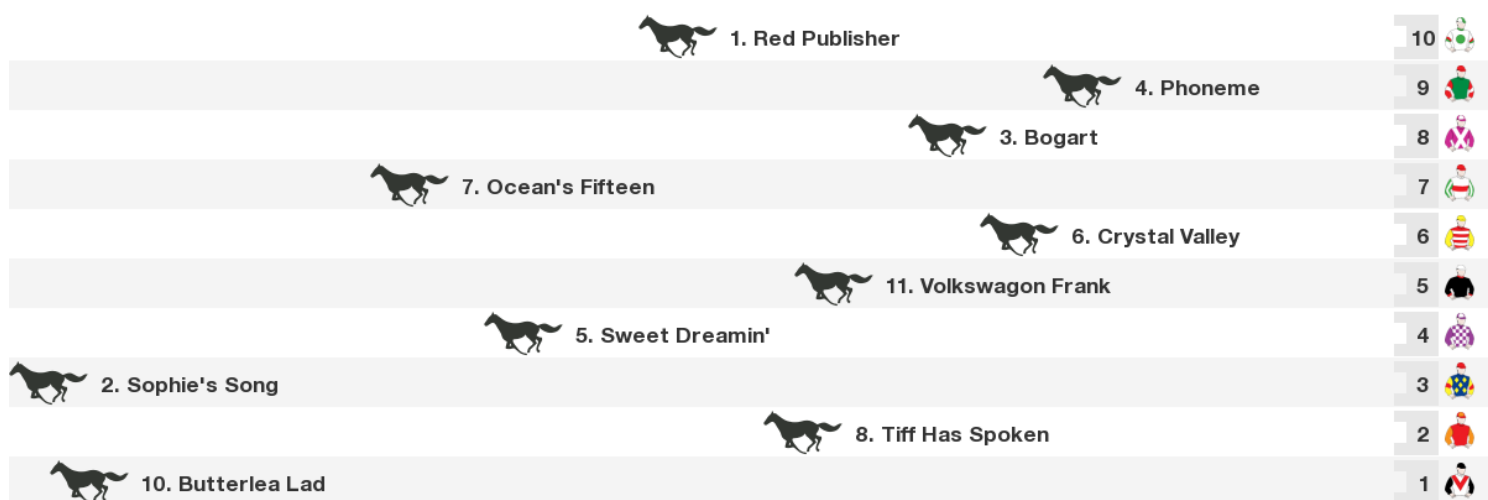 1. Red Publisher 10
4. Phoneme 9
3. Bogart 8
7. Ocean's Fifteen 7
6. Crystal Valley 6
11. Volkswagon Frank 5
5. Sweet Dreamin' 4
2. Sophie's Song 3
8. Tiff Has Spoken 2
10. Butterlea Lad 1